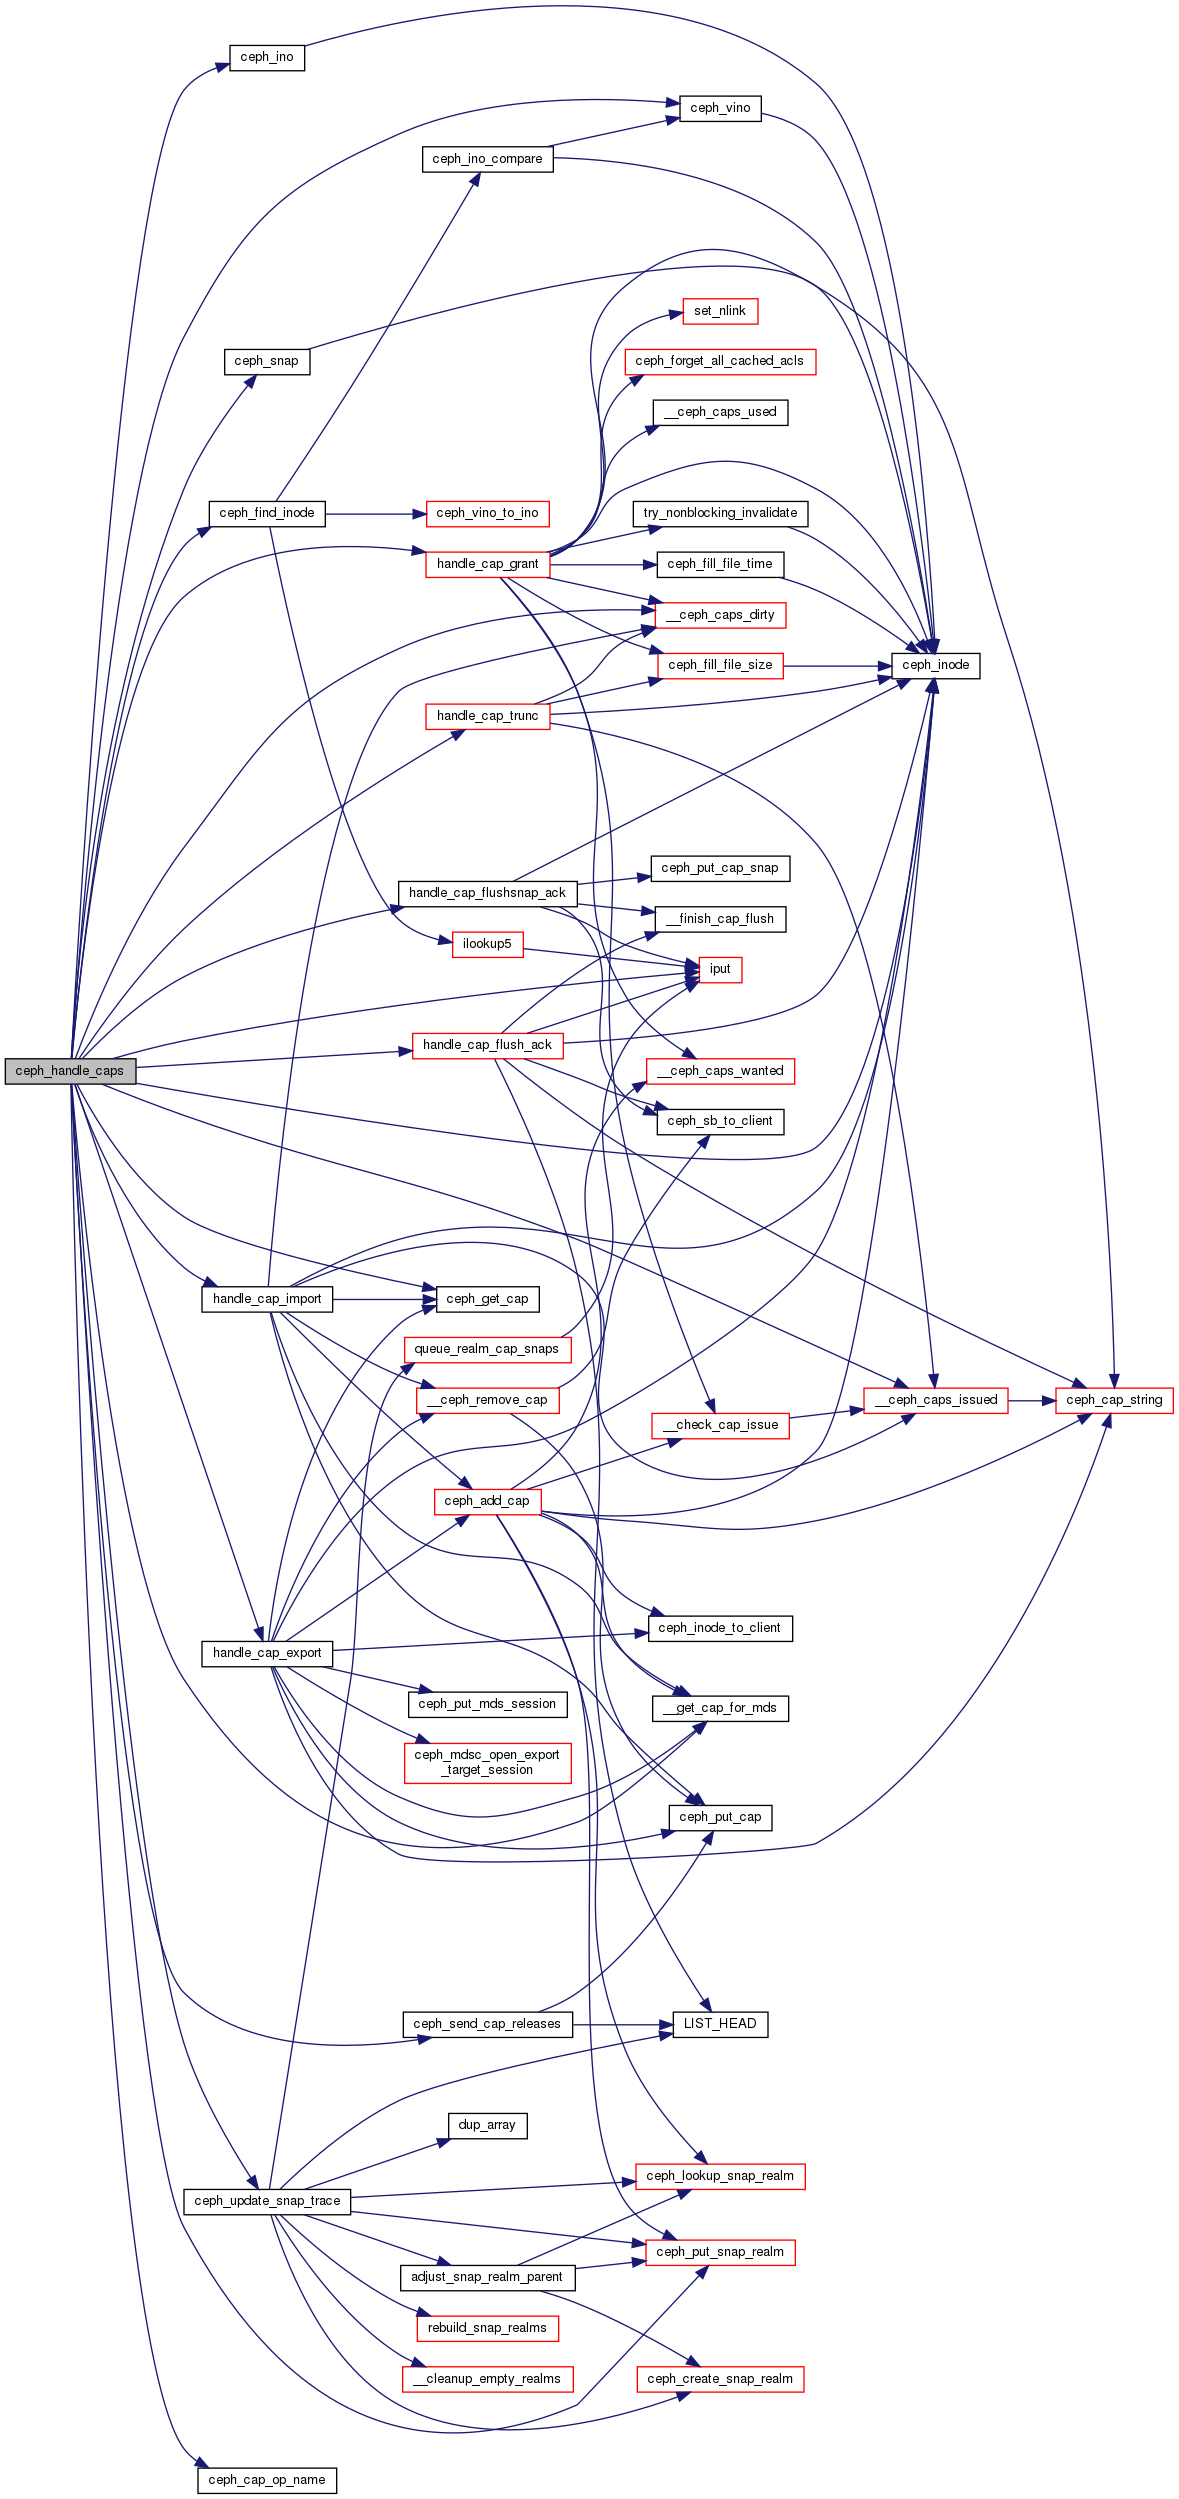 ceph_ino
ceph_vino
ceph_ino_compare
set_nlink
ceph_snap
ceph_forget_all_cached_acls
__ceph_caps_used
ceph_find_inode
ceph_vino_to_ino
try_nonblocking_invalidate
handle_cap_grant
ceph_fill_file_time
__ceph_caps_dirty
ceph_fill_file_size
ceph_inode
handle_cap_trunc
ceph_put_cap_snap
handle_cap_flushsnap_ack
__finish_cap_flush
ilookup5
iput
handle_cap_flush_ack
ceph_handle_caps
__ceph_caps_wanted
ceph_sb_to_client
handle_cap_import
ceph_get_cap
queue_realm_cap_snaps
__ceph_remove_cap
__ceph_caps_issued
ceph_cap_string
__check_cap_issue
ceph_add_cap
ceph_inode_to_client
handle_cap_export
ceph_put_mds_session
__get_cap_for_mds
ceph_mdsc_open_export
_target_session
ceph_put_cap
ceph_send_cap_releases
LIST_HEAD
dup_array
ceph_lookup_snap_realm
ceph_update_snap_trace
ceph_put_snap_realm
adjust_snap_realm_parent
rebuild_snap_realms
__cleanup_empty_realms
ceph_create_snap_realm
ceph_cap_op_name